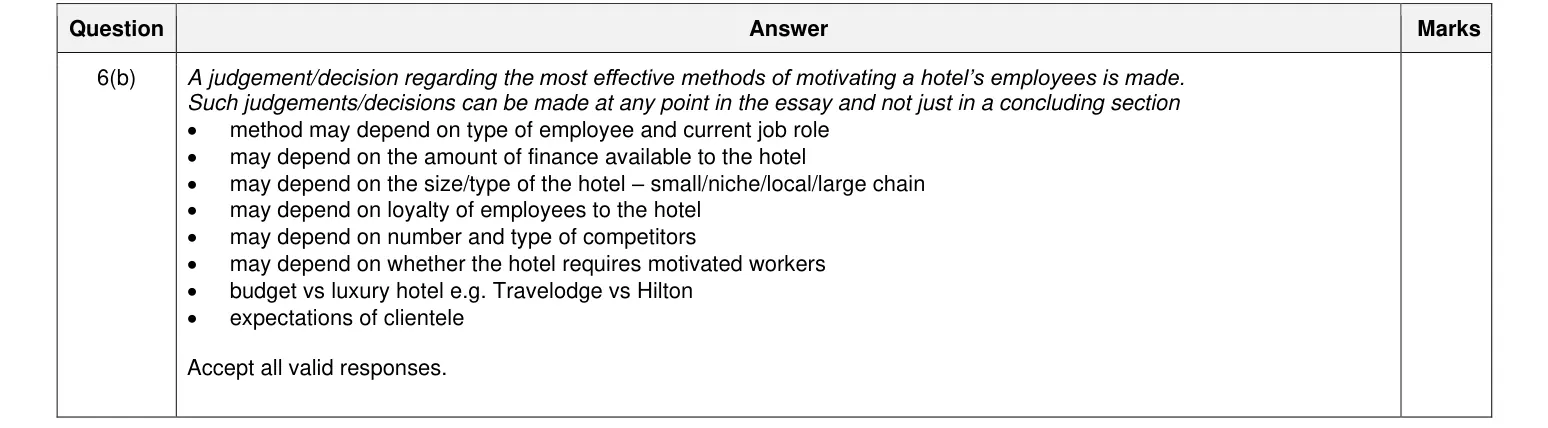 Question Answer Marks
6(b) A judgement/decision regarding the most effective methods of motivating a hotel's employees is made.
Such judgements/decisions can be made at any point in the essay and not just in a concluding section
• method may depend on type of employee and current job role
• may depend on the amount of finance available to the hotel
• may depend on the size/type of the hotel – small/niche/local/large chain
• may depend on loyalty of employees to the hotel
• may depend on number and type of competitors
• may depend on whether the hotel requires motivated workers
• budget vs luxury hotel e.g. Travelodge vs Hilton
• expectations of clientele
Accept all valid responses.